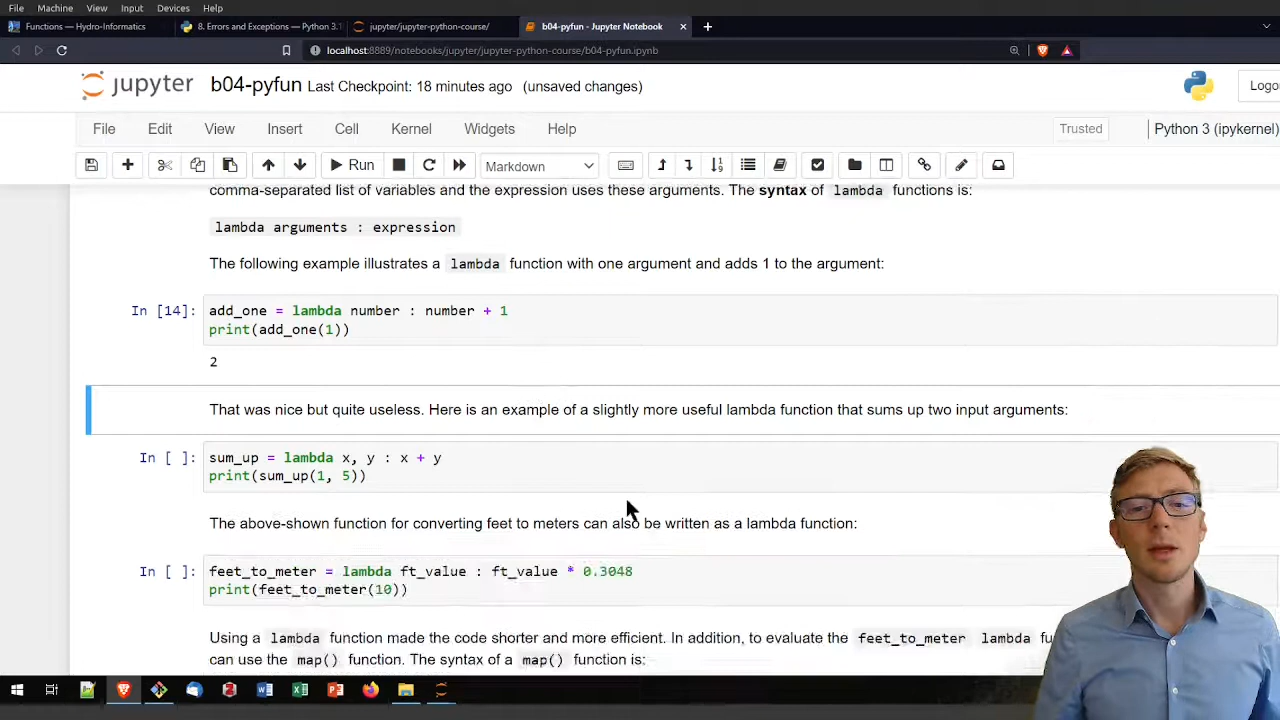 File Machine View Input Devices Help
Functions — Hydro-Informatics
8. Errors and Exceptions — Python 3.1
jupyter/jupyter-python-course/
b04-pyfun - Jupyter Notebook
localhost:8889/notebooks/jupyter/jupyter-python-course/b04-pyfun.ipynb
jupyter b04-pyfun Last Checkpoint: 18 minutes ago (unsaved changes)
Logo
File Edit View Insert Cell Kernel Widgets Help
Trusted
Python 3 (ipykernel)
Run
Markdown
comma-separated list of variables and the expression uses these arguments. The syntax of lambda functions is:
lambda arguments : expression
The following example illustrates a lambda function with one argument and adds 1 to the argument:
In [14]: add_one = lambda number : number + 1
print(add_one(1))
2
That was nice but quite useless. Here is an example of a slightly more useful lambda function that sums up two input arguments:
In [ ]: sum_up = lambda x, y : x + y
print(sum_up(1, 5))
The above-shown function for converting feet to meters can also be written as a lambda function:
In [ ]: feet_to_meter = lambda ft_value : ft_value * 0.3048
print(feet_to_meter(10))
Using a lambda function made the code shorter and more efficient. In addition, to evaluate the feet_to_meter lambda fu
can use the map() function. The syntax of a map() function is: